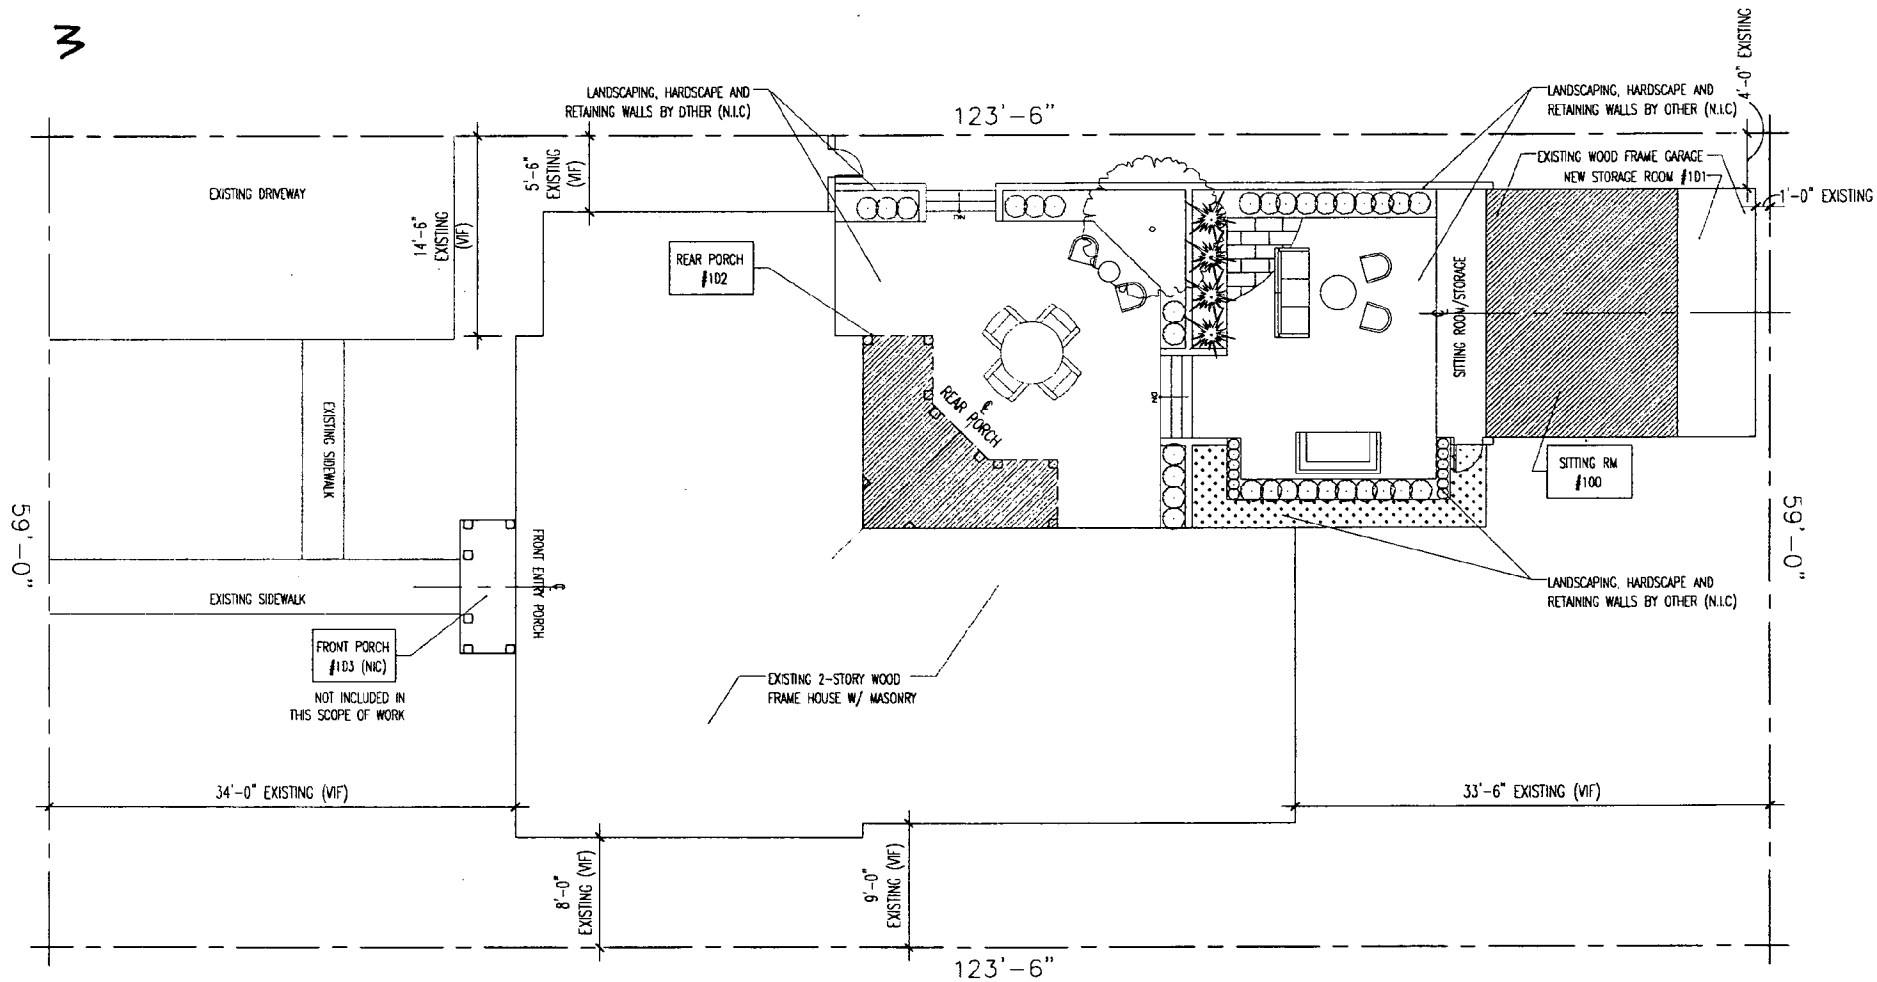 3
LANDSCAPING, HARDSCAPE AND
RETAINING WALLS BY OTHER (N.I.C)
123'-6"
LANDSCAPING, HARDSCAPE AND
RETAINING WALLS BY OTHER (N.I.C)
4'-0" EXISTING
EXISTING WOOD FRAME GARAGE
NEW STORAGE ROOM #101
1'-0" EXISTING
EXISTING DRIVEWAY
14'-6"
EXISTING
(VIF)
5'-6"
EXISTING
(VIF)
DN
REAR PORCH
#102
SITTING ROOM/STORAGE
℄
REAR PORCH
℄
DN
EXISTING SIDEWALK
SITTING RM
#100
59'-0"
59'-0"
FRONT ENTRY PORCH
℄
EXISTING SIDEWALK
LANDSCAPING, HARDSCAPE AND
RETAINING WALLS BY OTHER (N.I.C)
FRONT PORCH
#103 (NIC)
NOT INCLUDED IN
THIS SCOPE OF WORK
EXISTING 2-STORY WOOD
FRAME HOUSE W/ MASONRY
34'-0" EXISTING (VIF)
33'-6" EXISTING (VIF)
8'-0"
EXISTING (VIF)
9'-0"
EXISTING (VIF)
123'-6"